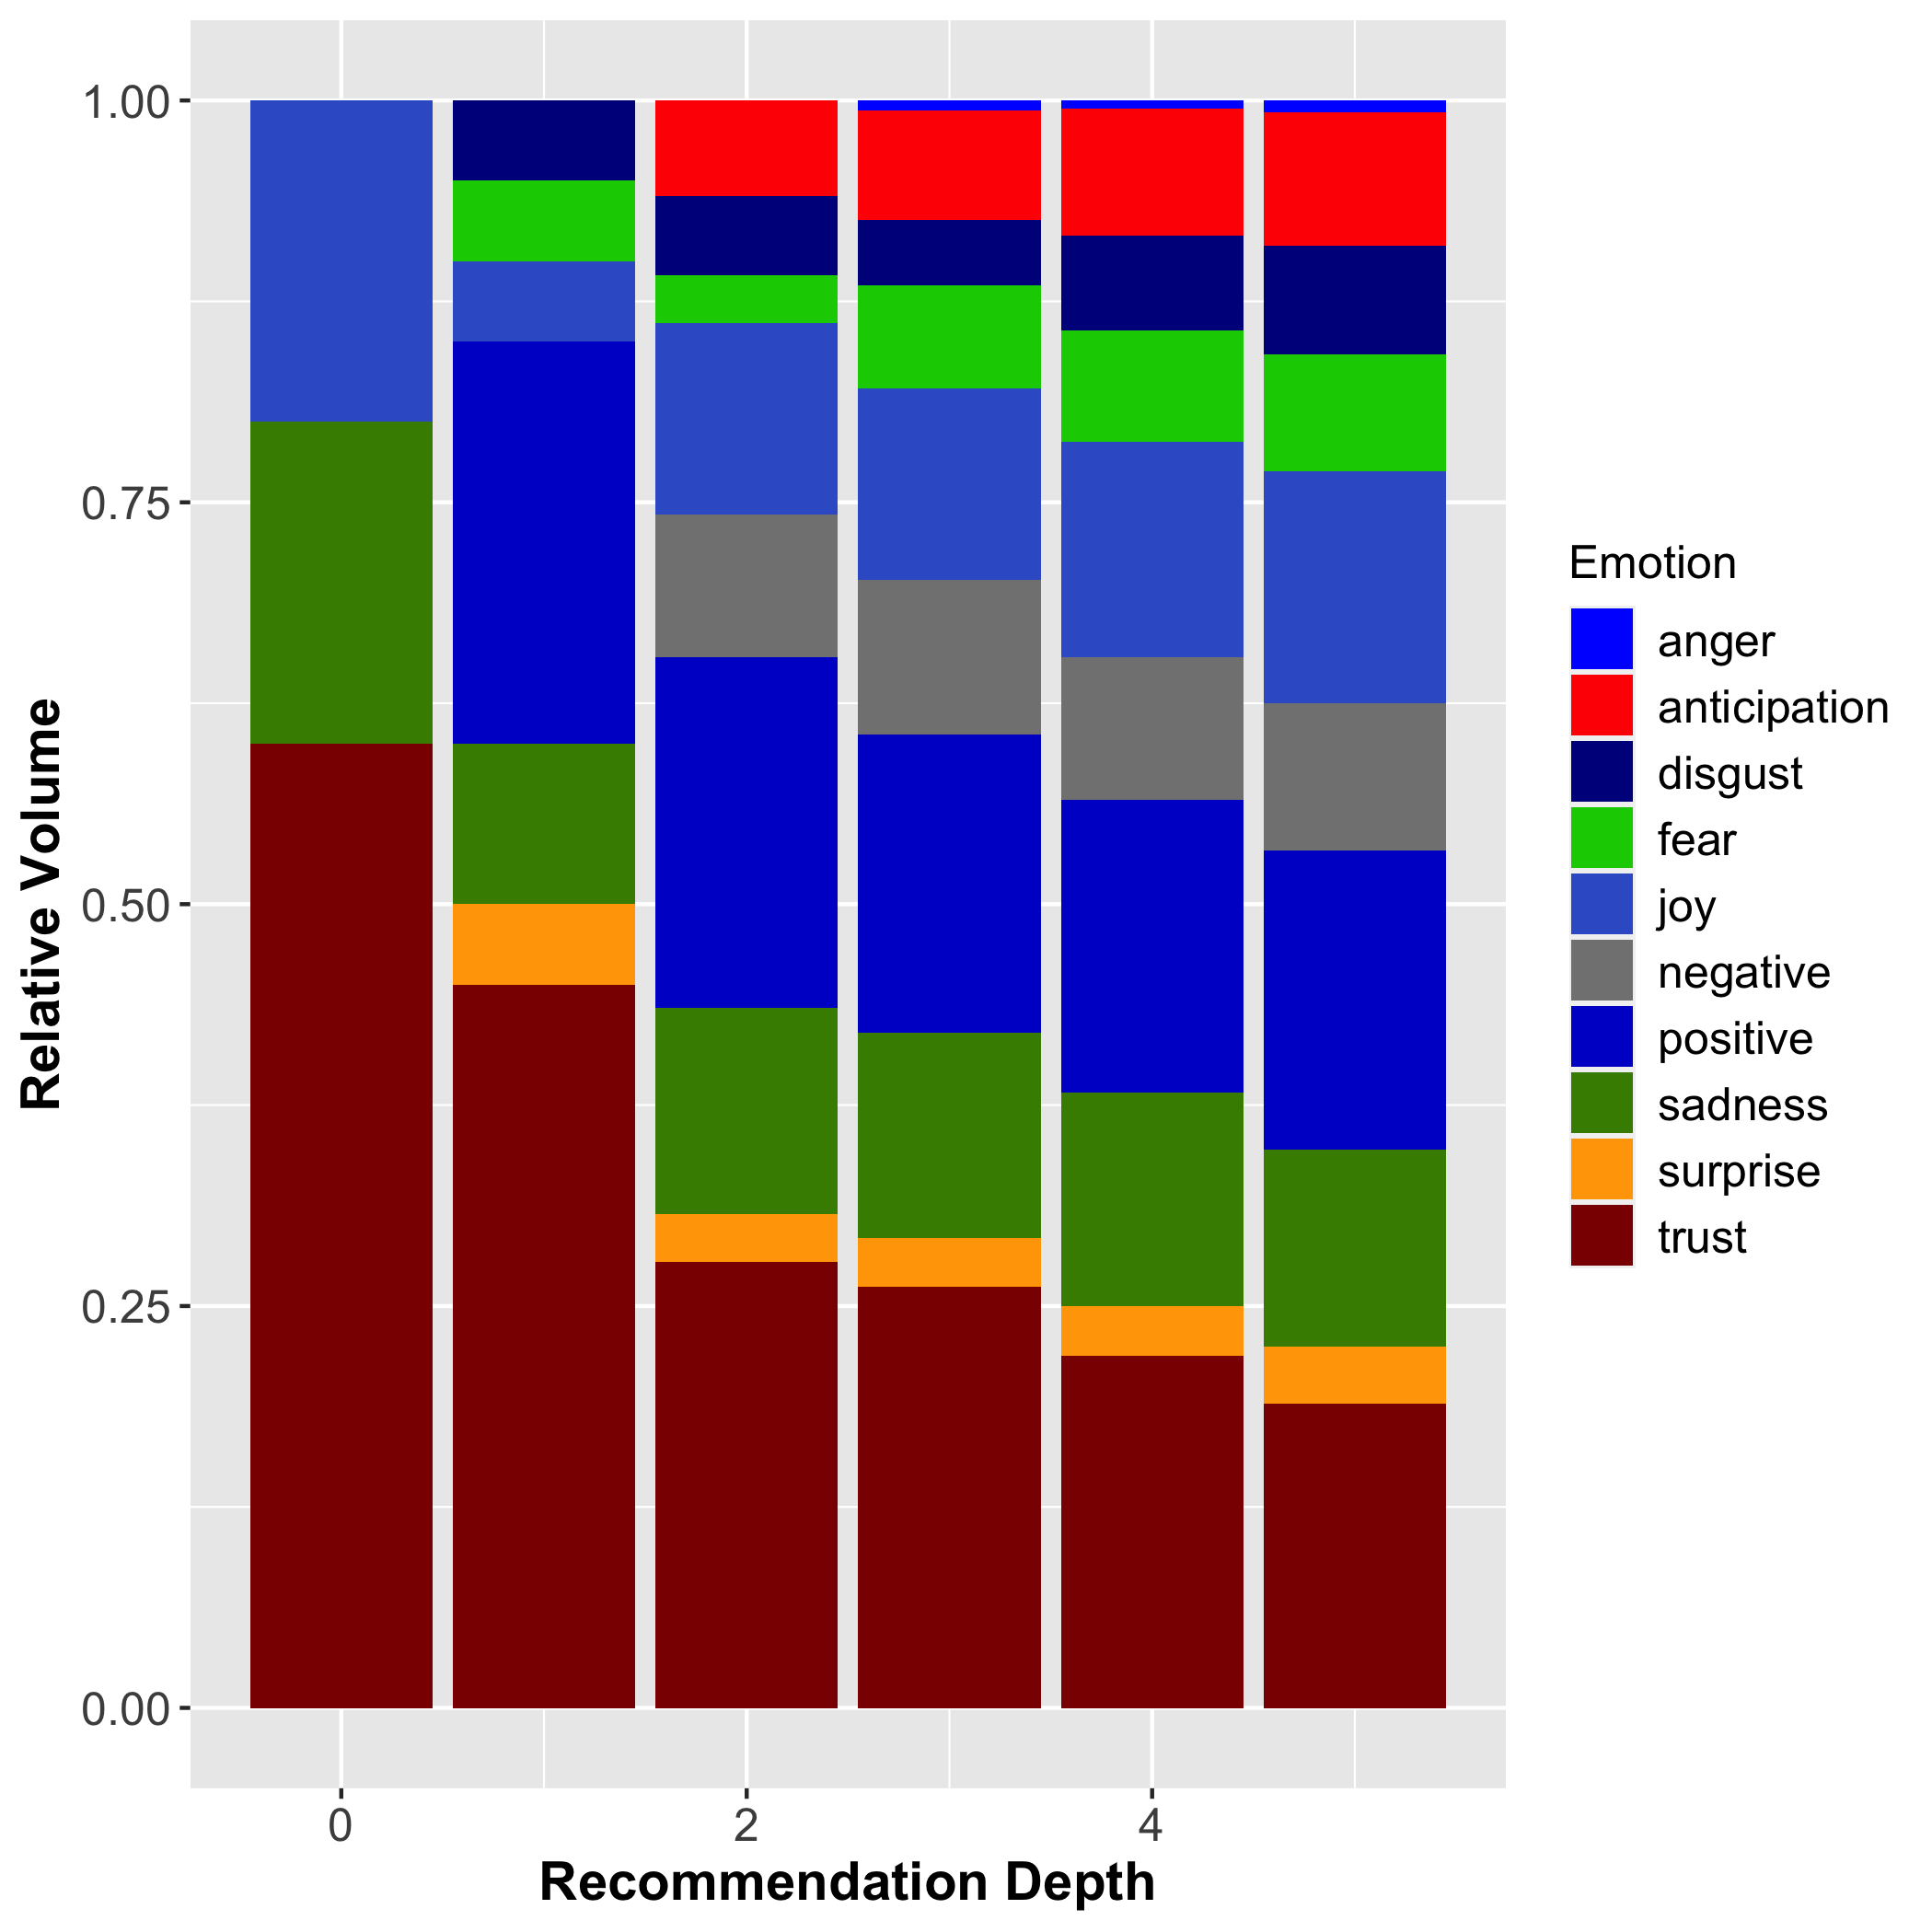 1.00
0.75
0.50
0.25
0.00
Relative Volume
0
2
4
Recommendation Depth
Emotion
anger
anticipation
disgust
fear
joy
negative
positive
sadness
surprise
trust